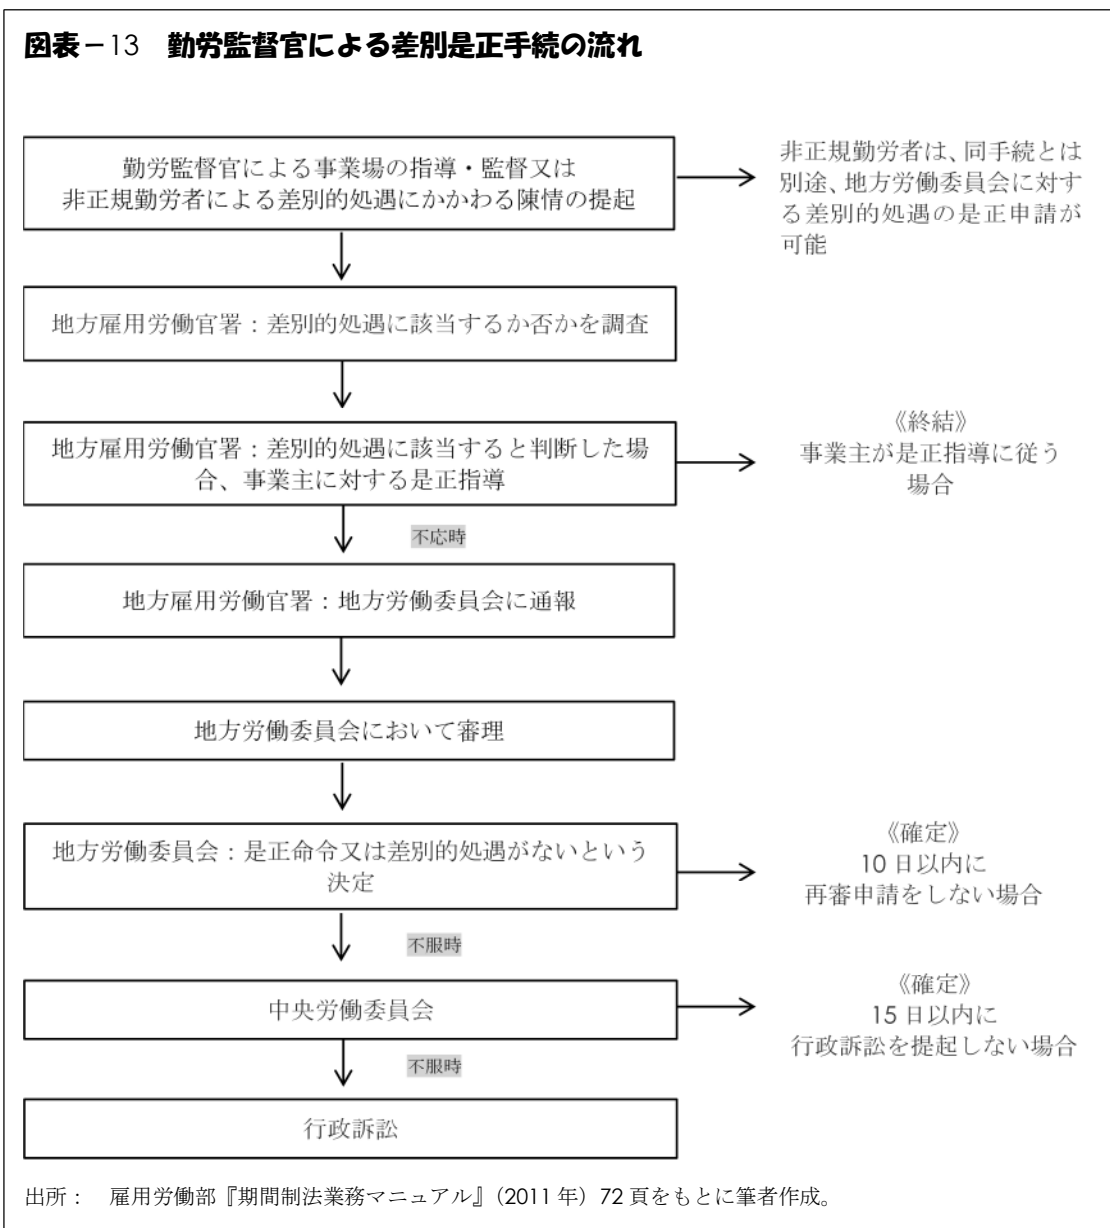 図表－13　勤労監督官による差別是正手続の流れ
勤労監督官による事業場の指導・監督又は
非正規勤労者による差別的処遇にかかわる陳情の提起
非正規勤労者は、同手続とは
別途、地方労働委員会に対す
る差別的処遇の是正申請が
可能
地方雇用労働官署：差別的処遇に該当するか否かを調査
地方雇用労働官署：差別的処遇に該当すると判断した場
合、事業主に対する是正指導
《終結》
事業主が是正指導に従う
場合
不応時
地方雇用労働官署：地方労働委員会に通報
地方労働委員会において審理
地方労働委員会：是正命令又は差別的処遇がないという
決定
《確定》
10 日以内に
再審申請をしない場合
不服時
中央労働委員会
《確定》
15 日以内に
行政訴訟を提起しない場合
不服時
行政訴訟
出所：　雇用労働部『期間制法業務マニュアル』（2011 年）72 頁をもとに筆者作成。